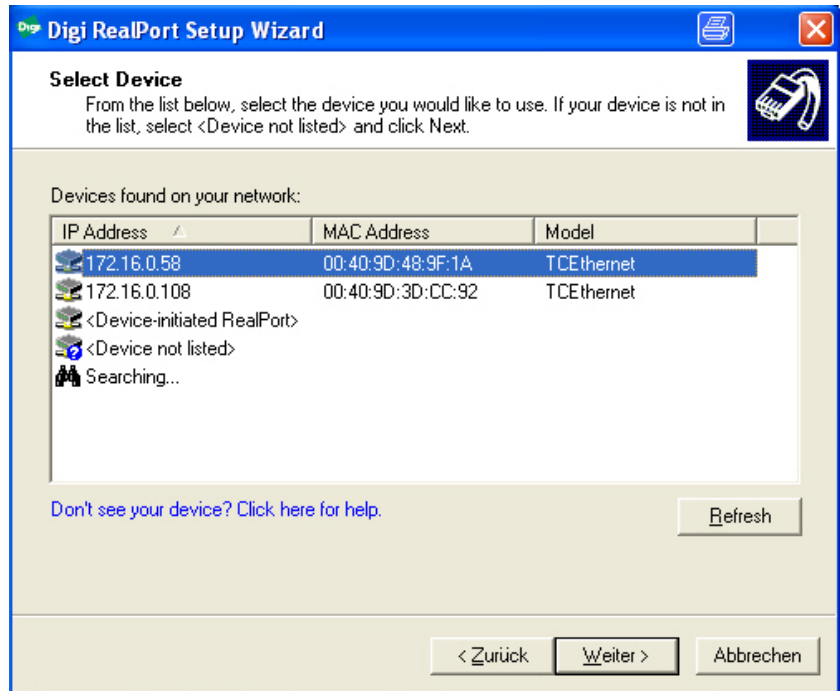 Digi Digi RealPort Setup Wizard
Select Device
From the list below, select the device you would like to use. If your device is not in
the list, select <Device not listed> and click Next.
Devices found on your network:
IP Address MAC Address Model
172.16.0.58 00:40:9D:48:9F:1A TCEthernet
172.16.0.108 00:40:9D:3D:CC:92 TCEthernet
<Device-initiated RealPort>
<Device not listed>
Searching...
Don't see your device? Click here for help.
Refresh
< Zurück Weiter > Abbrechen